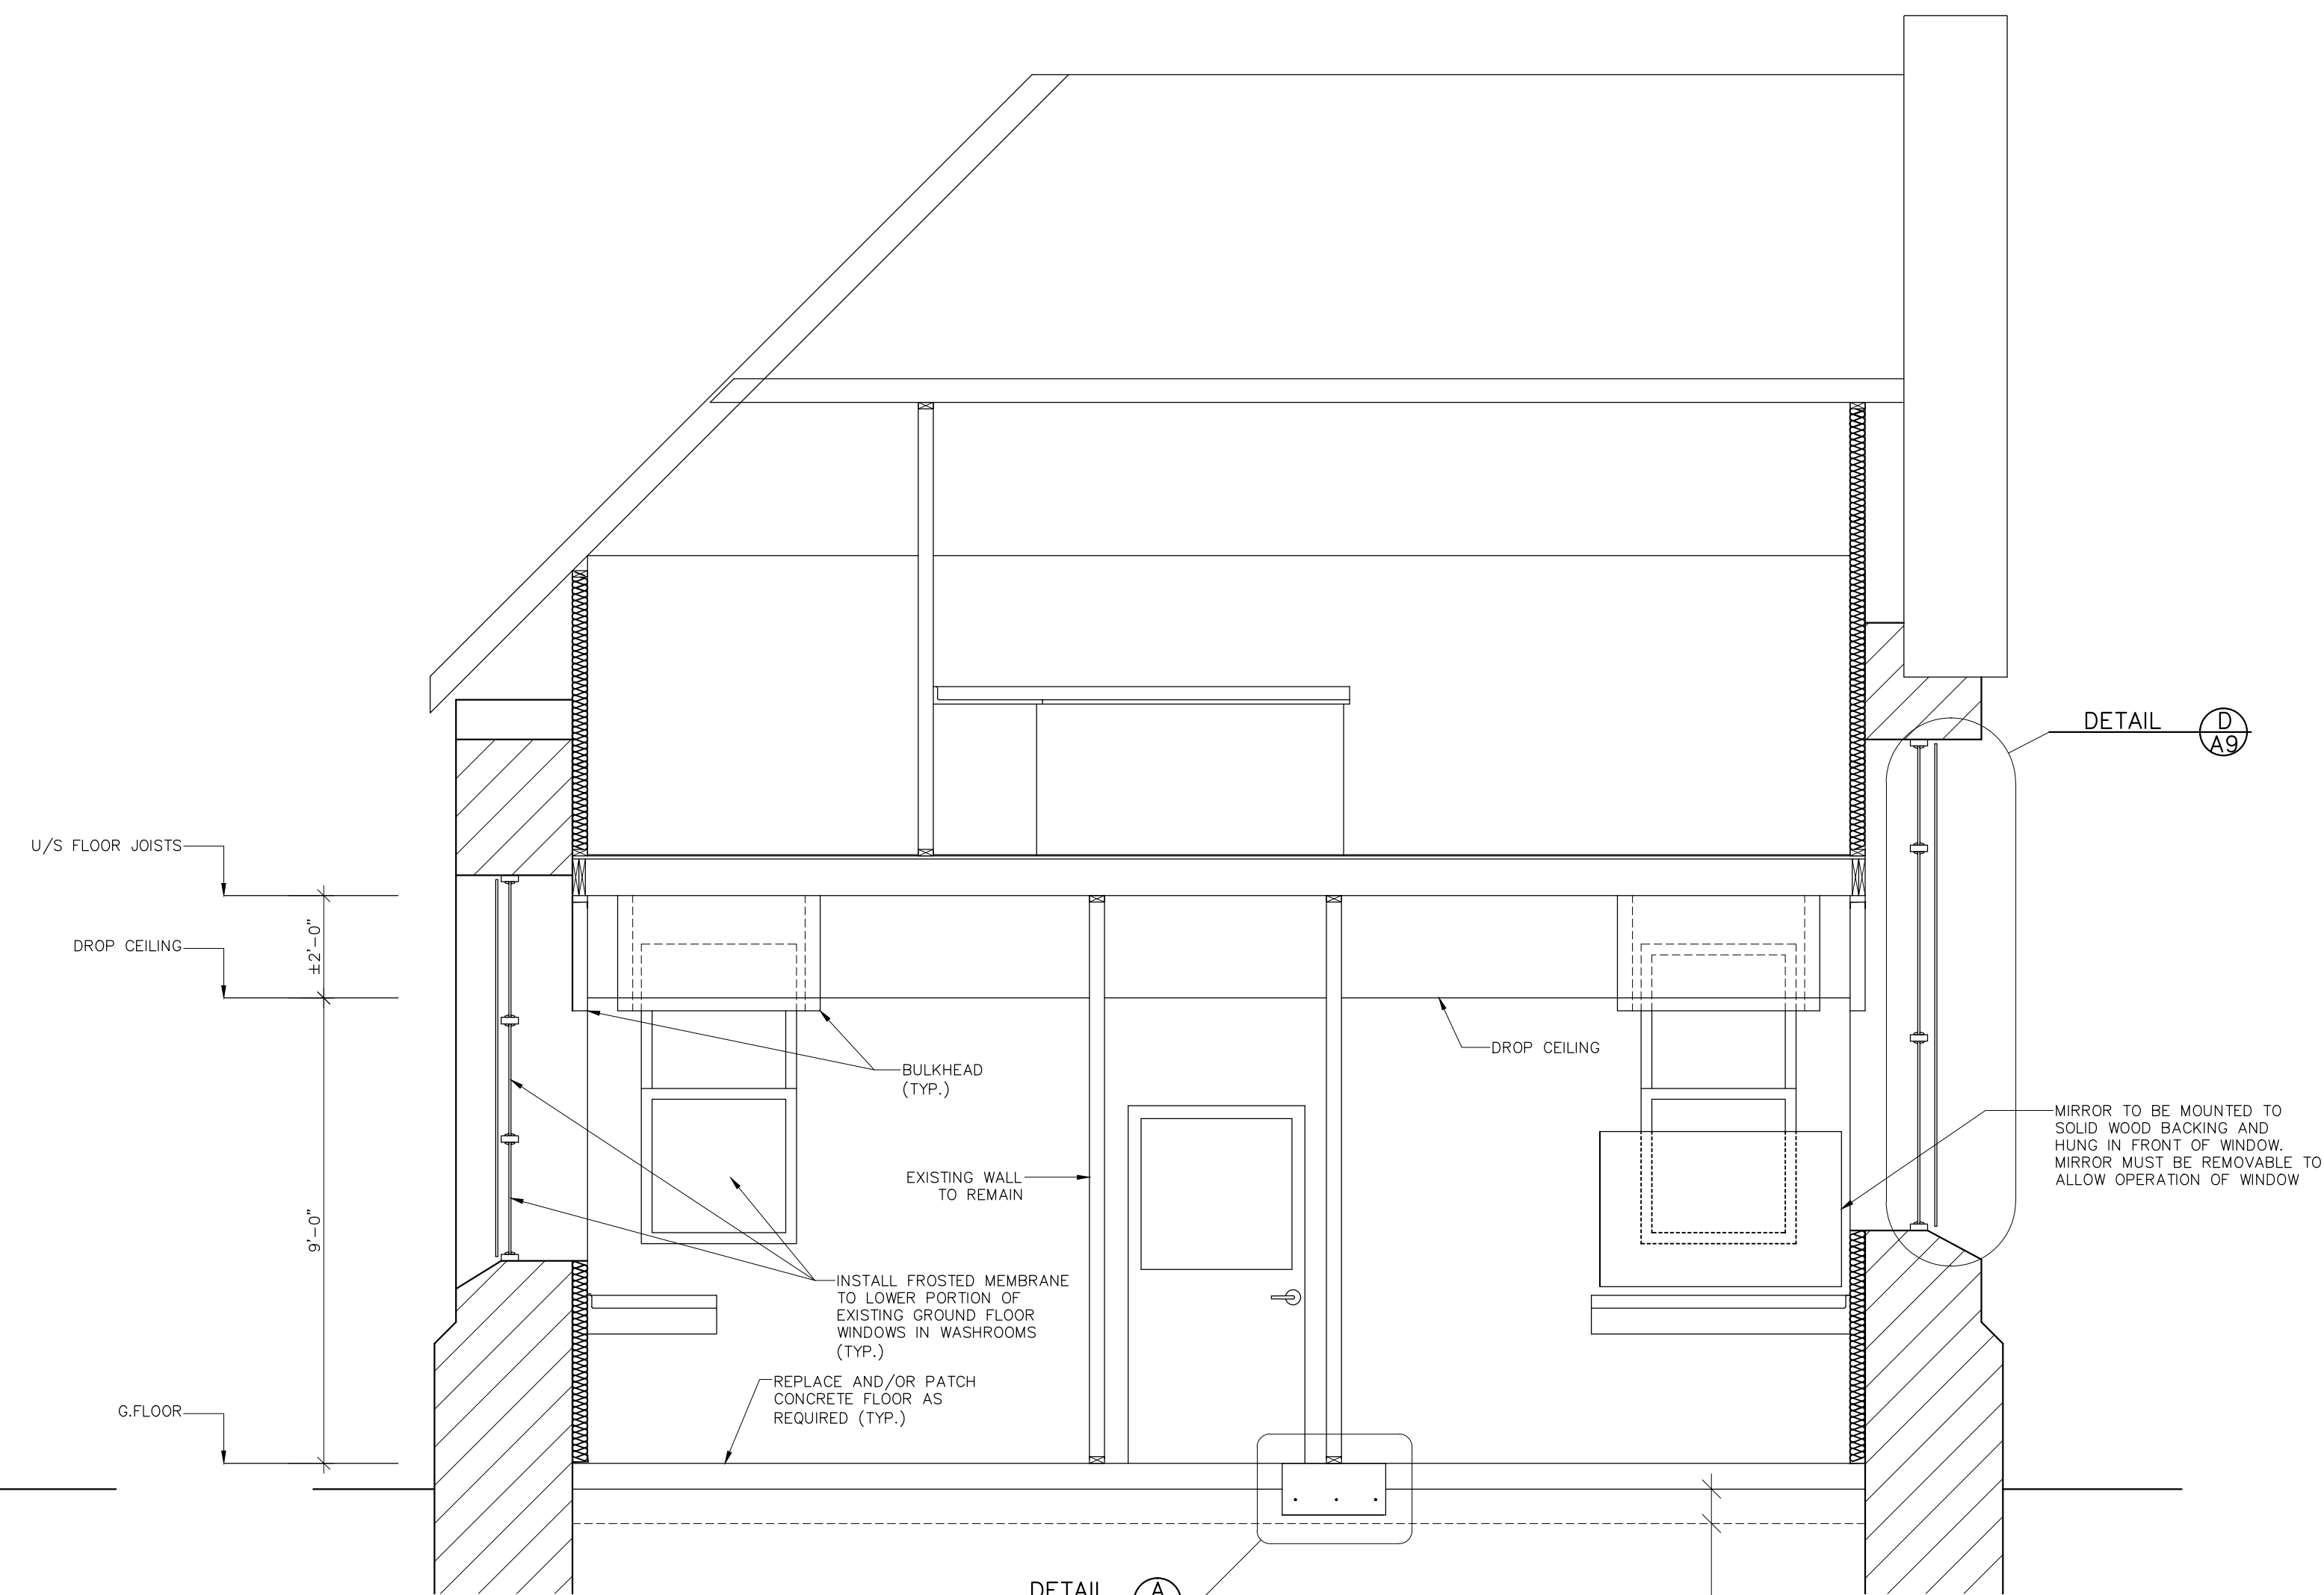 DETAIL
D
A9
U/S FLOOR JOISTS
DROP CEILING
±2'-0"
BULKHEAD
(TYP.)
DROP CEILING
MIRROR TO BE MOUNTED TO
SOLID WOOD BACKING AND
HUNG IN FRONT OF WINDOW.
MIRROR MUST BE REMOVABLE TO
ALLOW OPERATION OF WINDOW
EXISTING WALL
TO REMAIN
9'-0"
INSTALL FROSTED MEMBRANE
TO LOWER PORTION OF
EXISTING GROUND FLOOR
WINDOWS IN WASHROOMS
(TYP.)
REPLACE AND/OR PATCH
CONCRETE FLOOR AS
REQUIRED (TYP.)
G.FLOOR
DETAIL
A